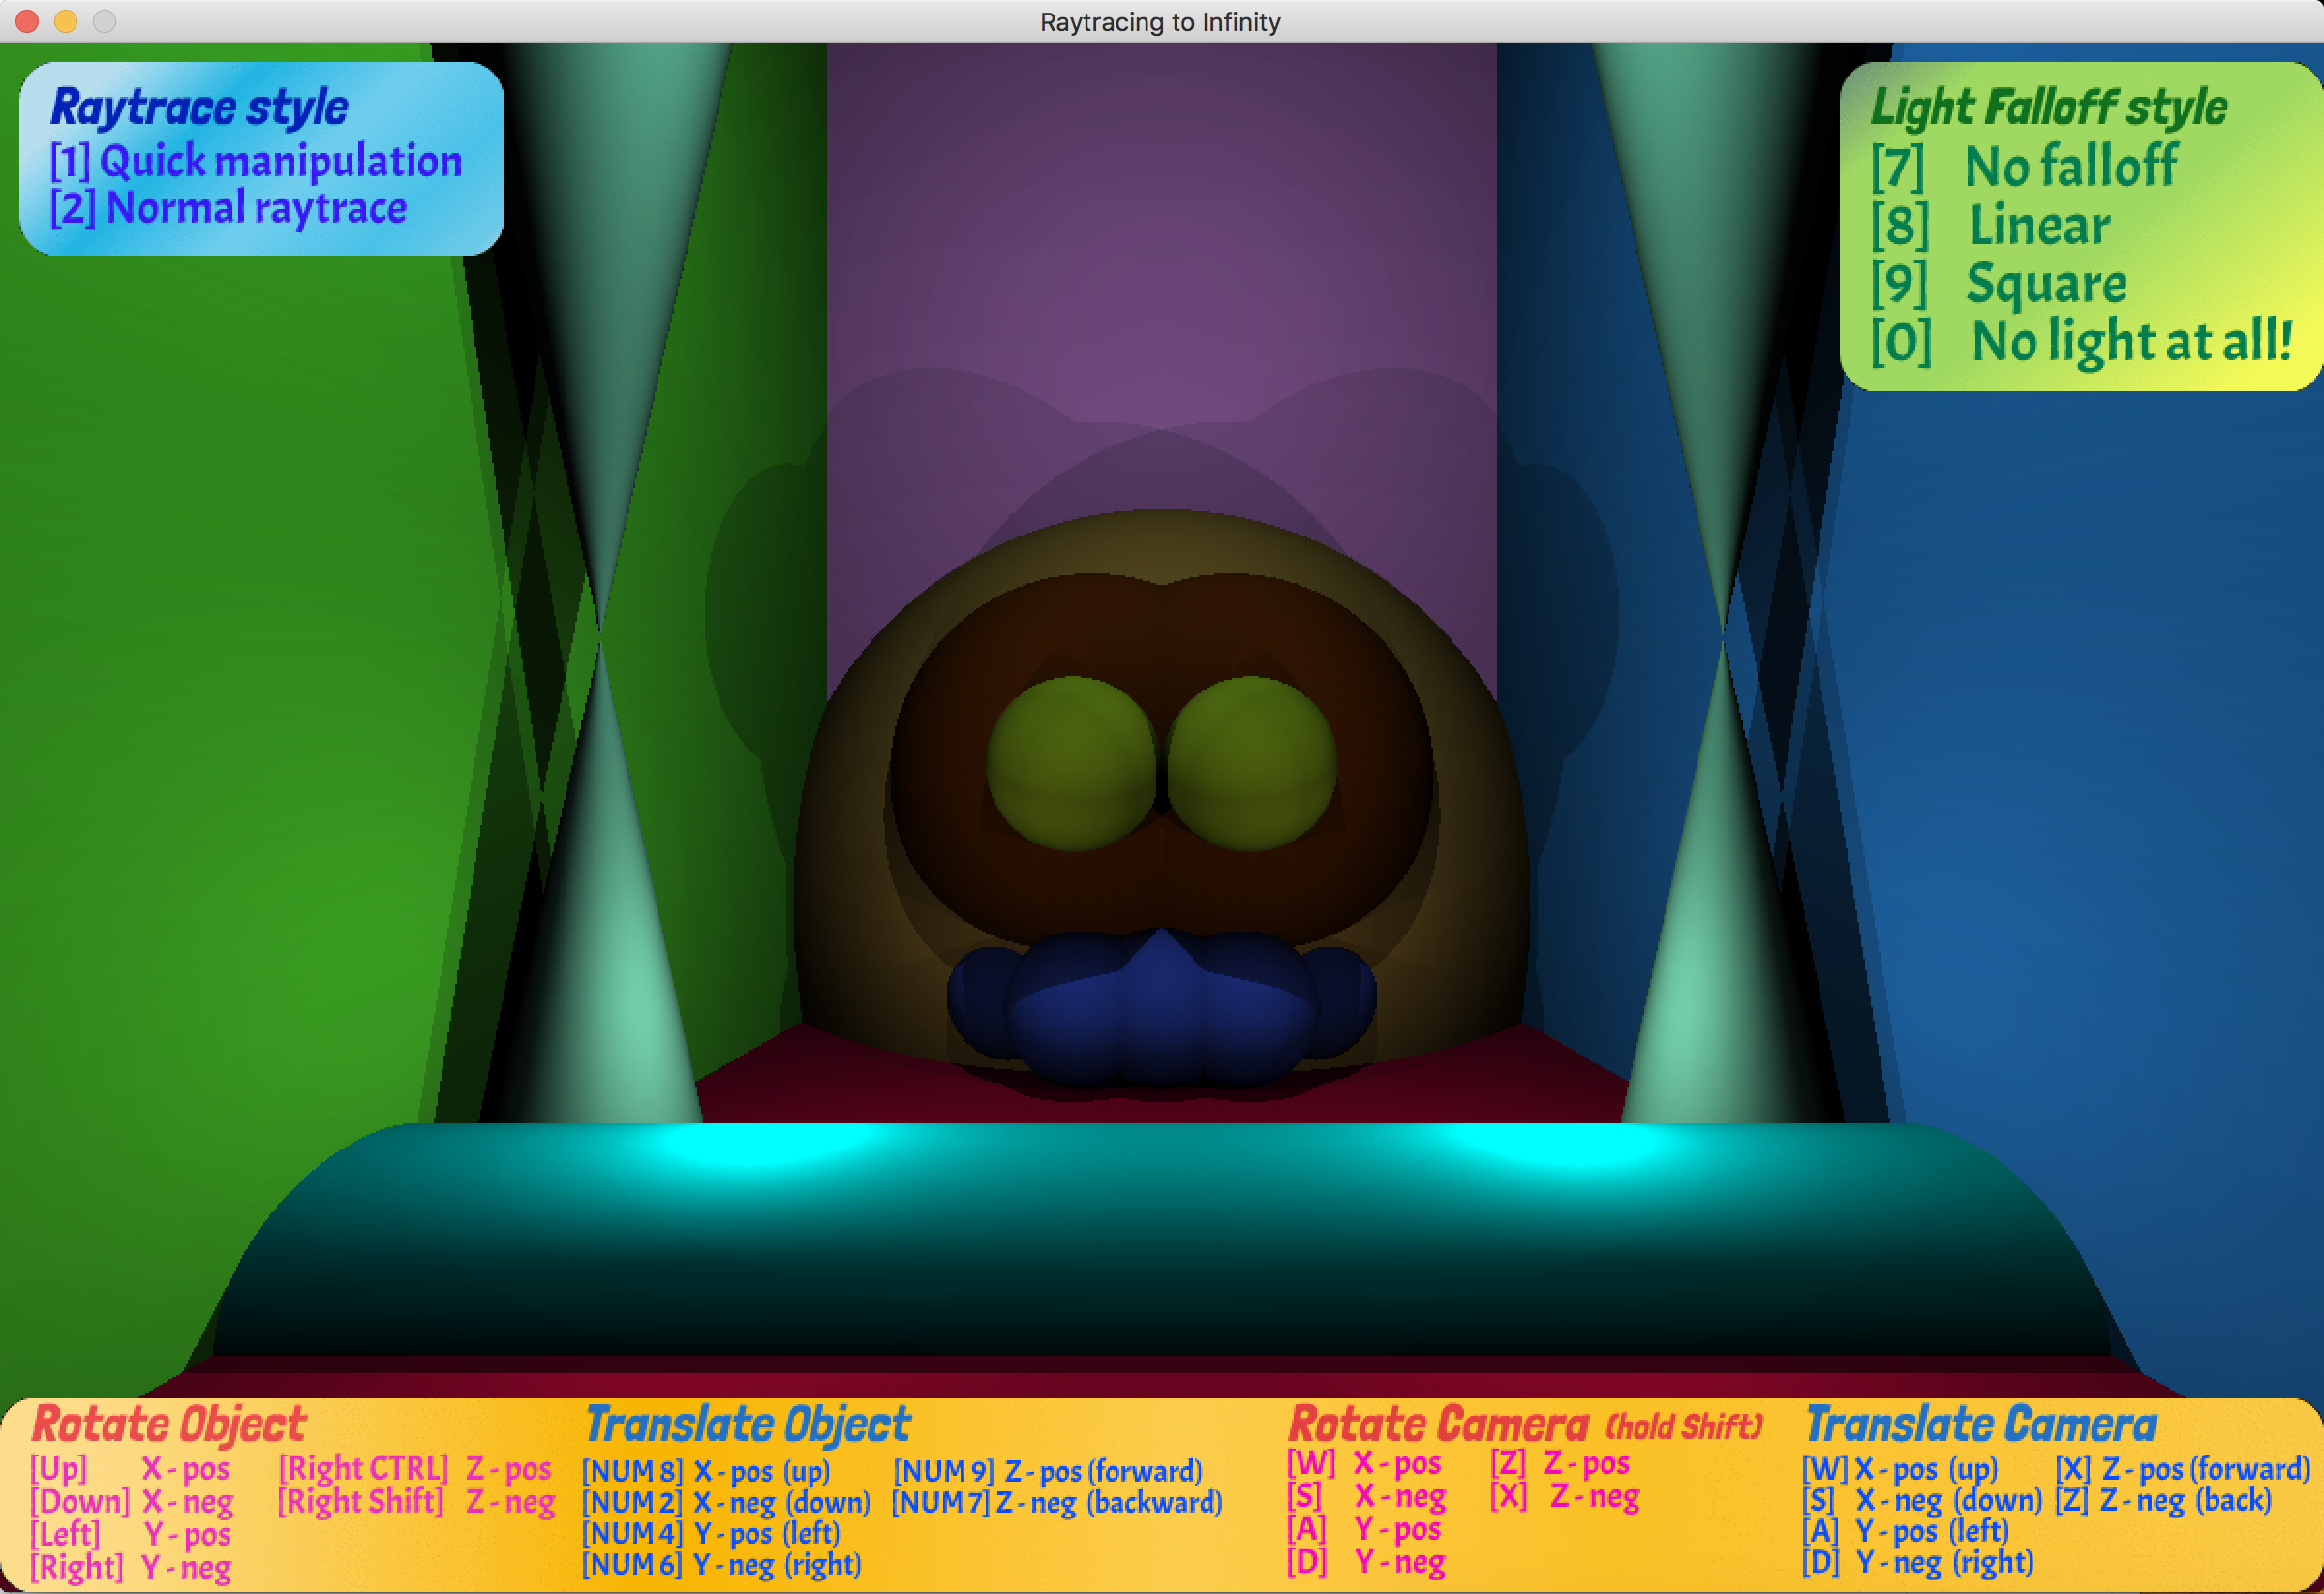 Raytracing to Infinity
Raytrace style
[1] Quick manipulation
[2] Normal raytrace
Light Falloff style
[7] No falloff
[8] Linear
[9] Square
[0] No light at all!
Rotate Object
[Up] X - pos [Right CTRL] Z - pos
[Down] X - neg [Right Shift] Z - neg
[Left] Y - pos
[Right] Y - neg
Translate Object
[NUM 8] X - pos (up) [NUM 9] Z - pos (forward)
[NUM 2] X - neg (down) [NUM 7] Z - neg (backward)
[NUM 4] Y - pos (left)
[NUM 6] Y - neg (right)
Rotate Camera (hold Shift)
[W] X - pos [Z] Z - pos
[S] X - neg [X] Z - neg
[A] Y - pos
[D] Y - neg
Translate Camera
[W] X - pos (up) [X] Z - pos (forward)
[S] X - neg (down) [Z] Z - neg (back)
[A] Y - pos (left)
[D] Y - neg (right)